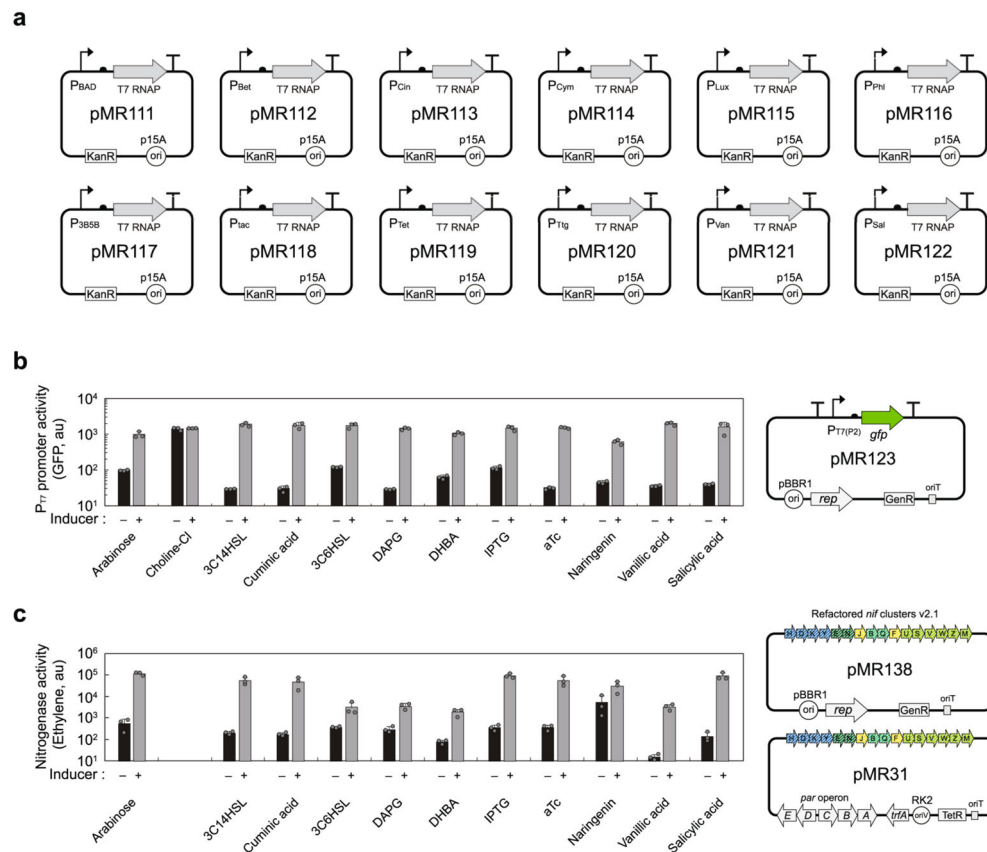 a
PBAD T7 RNAP
pMR111
p15A
KanR ori
PBet T7 RNAP
pMR112
p15A
KanR ori
PCin T7 RNAP
pMR113
p15A
KanR ori
PCym T7 RNAP
pMR114
p15A
KanR ori
PLux T7 RNAP
pMR115
p15A
KanR ori
PPhl T7 RNAP
pMR116
p15A
KanR ori
P3B5B T7 RNAP
pMR117
p15A
KanR ori
Ptac T7 RNAP
pMR118
p15A
KanR ori
PTet T7 RNAP
pMR119
p15A
KanR ori
PTtg T7 RNAP
pMR120
p15A
KanR ori
PVan T7 RNAP
pMR121
p15A
KanR ori
PSal T7 RNAP
pMR122
p15A
KanR ori
b
PT7 promoter activity
(GFP, au)
10⁴
10³
10²
10¹
Inducer : – + – + – + – + – + – + – + – + – + – + – + – +
Arabinose
Choline-Cl
3C14HSL
Cuminic acid
3C6HSL
DAPG
DHBA
IPTG
aTc
Naringenin
Vanillic acid
Salicylic acid
PT7(P2) gfp
pMR123
pBBR1
ori rep GenR oriT
c
Nitrogenase activity
(Ethylene, au)
10⁶
10⁵
10⁴
10³
10²
10¹
Inducer : – + – + – + – + – + – + – + – + – + – + – +
Arabinose
3C14HSL
Cuminic acid
3C6HSL
DAPG
DHBA
IPTG
aTc
Naringenin
Vanillic acid
Salicylic acid
Refactored nif clusters v2.1
H D K Y E N J B Q F U S V W Z M
pMR138
pBBR1
ori rep GenR oriT
H D K Y E N J B Q F U S V W Z M
pMR31
par operon RK2 oriT
E D C B A trfA oriV TetR